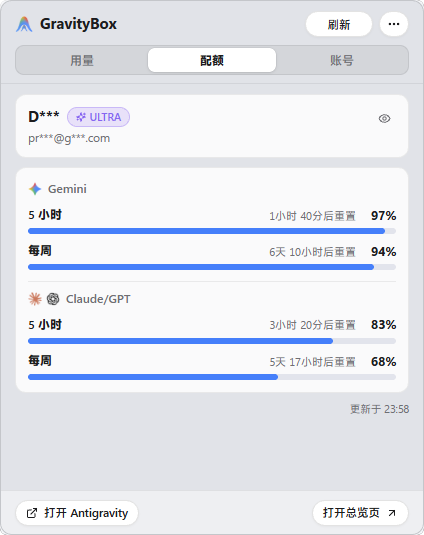 GravityBox
刷新
用量
配额
账号
D*** ULTRA
pr***@g***.com
Gemini
5 小时 1小时 40分后重置 97%
每周 6天 10小时后重置 94%
Claude/GPT
5 小时 3小时 20分后重置 83%
每周 5天 17小时后重置 68%
更新于 23:58
打开 Antigravity
打开总览页